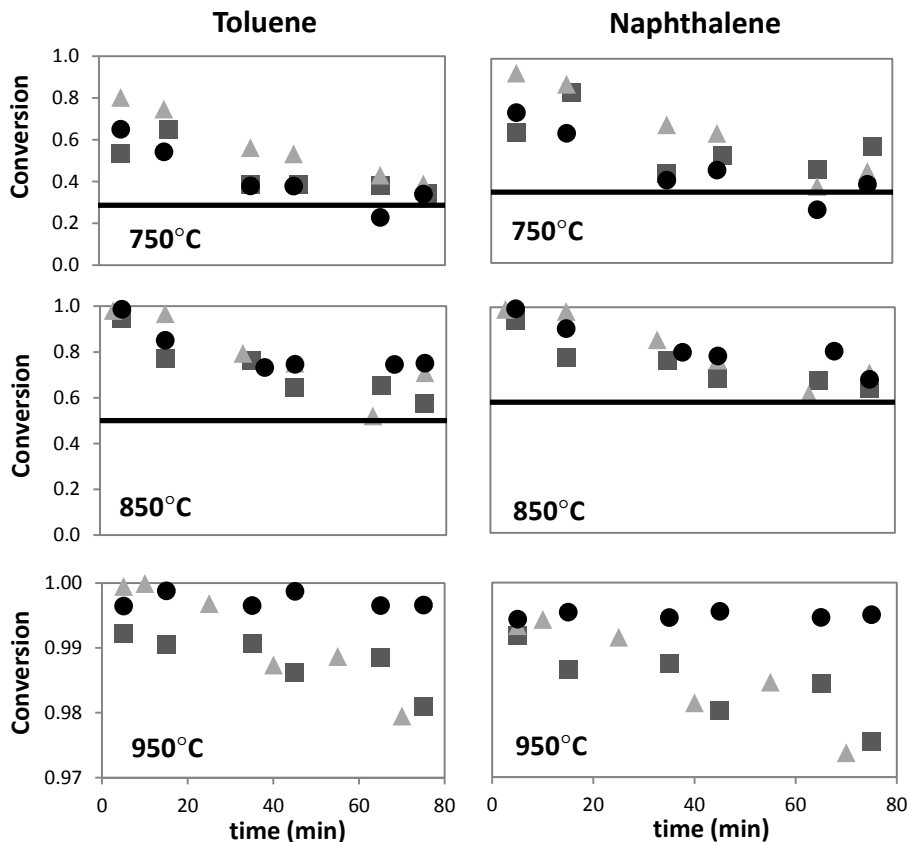 Toluene
Naphthalene
Conversion
1.0
0.8
0.6
0.4
0.2
0.0
750°C
750°C
Conversion
1.0
0.8
0.6
0.4
0.2
0.0
850°C
850°C
Conversion
1.00
0.99
0.98
0.97
950°C
950°C
0 20 40 60 80
0 20 40 60 80
time (min)
time (min)